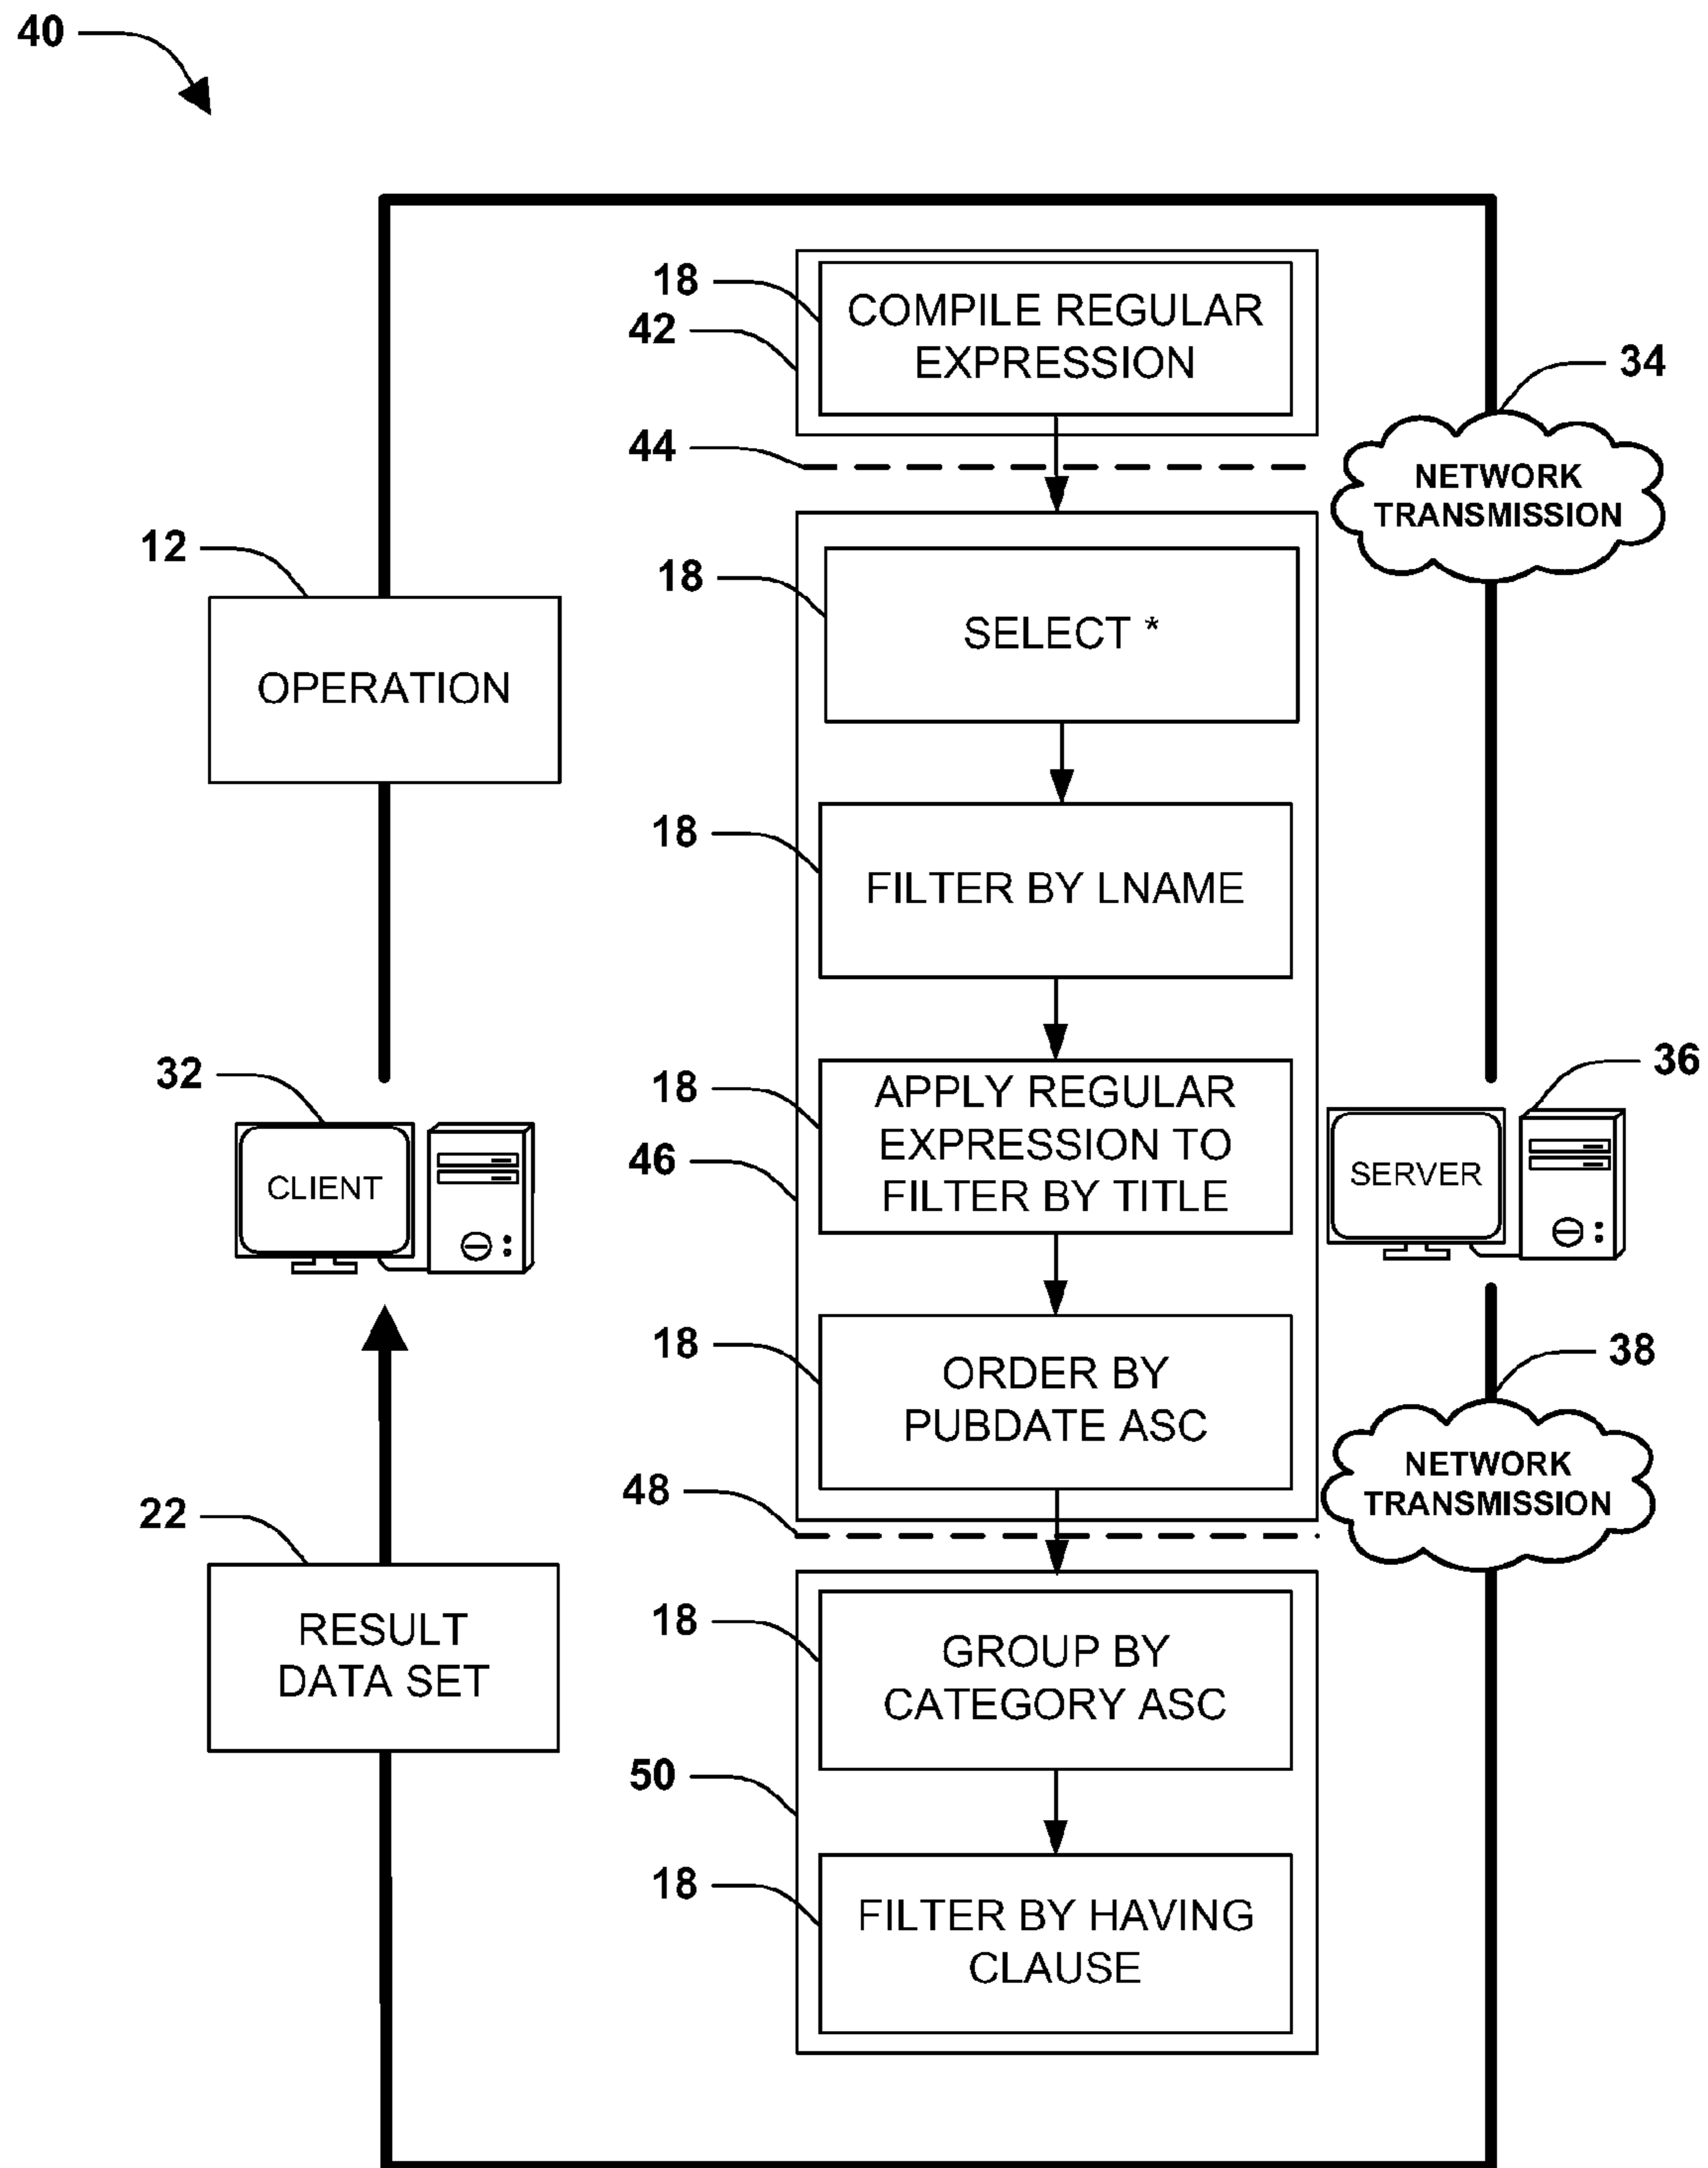 40
18
COMPILE REGULAR
EXPRESSION
42
34
44
NETWORK
TRANSMISSION
12
OPERATION
18
SELECT *
18
FILTER BY LNAME
32
CLIENT
18
APPLY REGULAR
EXPRESSION TO
FILTER BY TITLE
46
36
SERVER
18
ORDER BY
PUBDATE ASC
38
NETWORK
TRANSMISSION
48
22
RESULT
DATA SET
18
GROUP BY
CATEGORY ASC
50
18
FILTER BY HAVING
CLAUSE